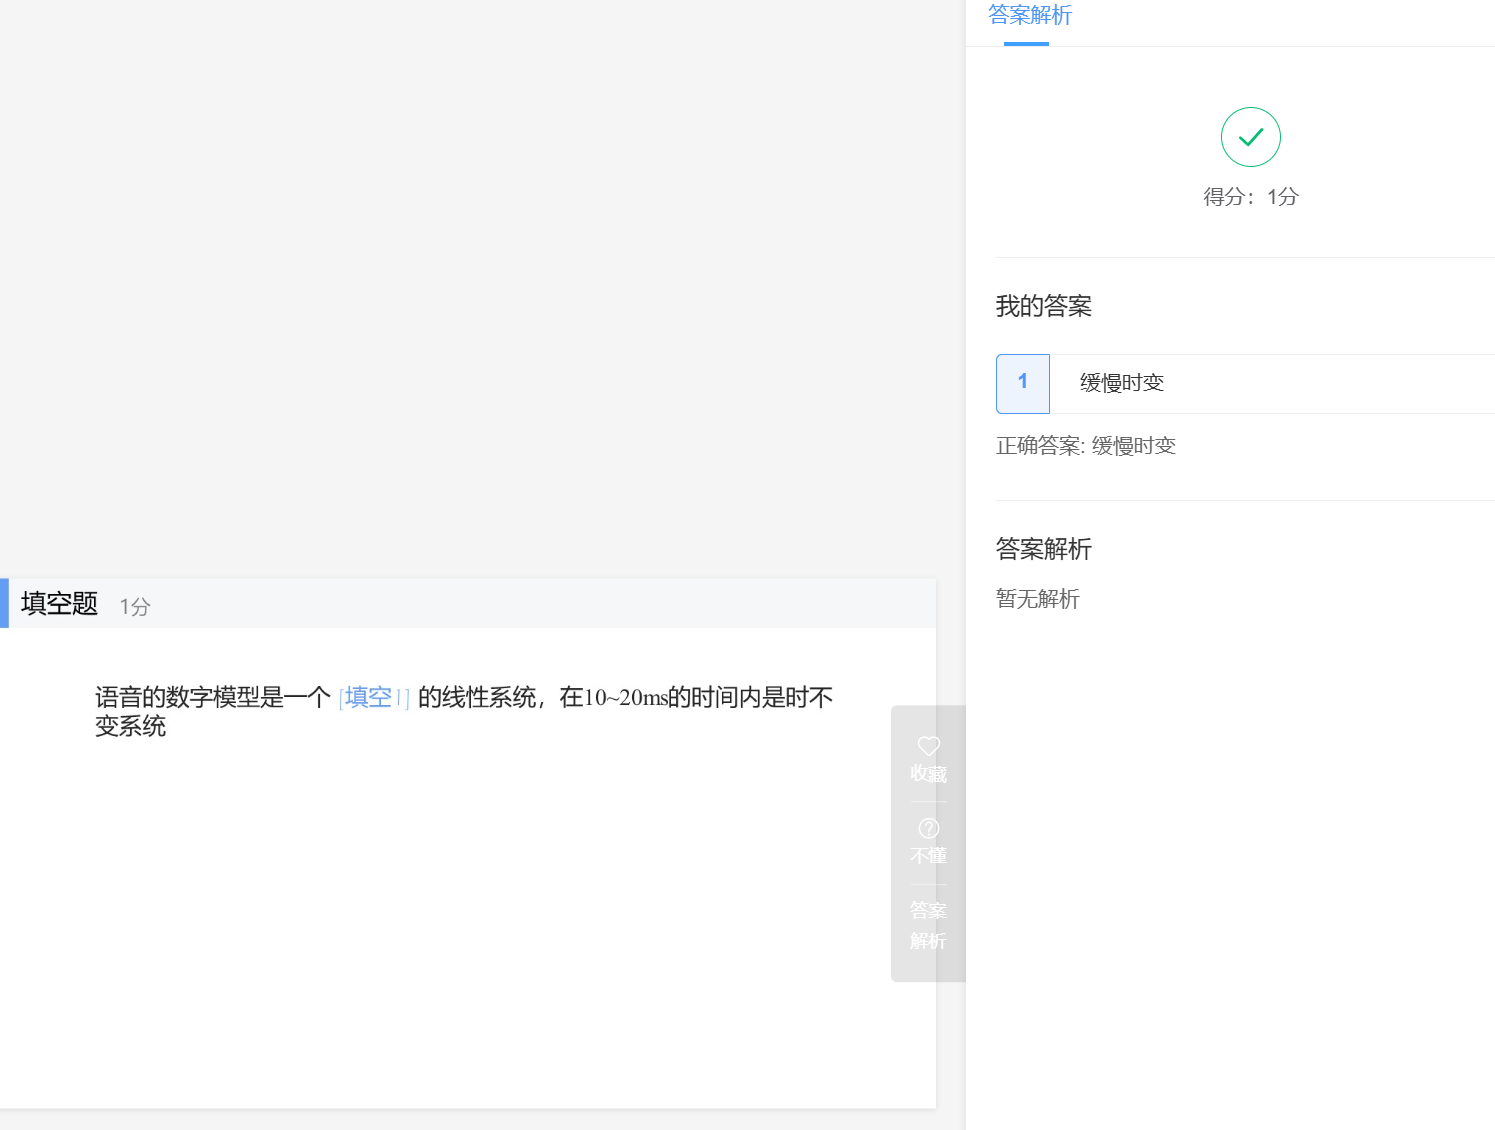 答案解析
得分：1分
我的答案
1 缓慢时变
正确答案: 缓慢时变
答案解析
暂无解析
填空题 1分
语音的数字模型是一个 [填空1] 的线性系统，在10~20ms的时间内是时不
变系统
收藏
不懂
答案
解析